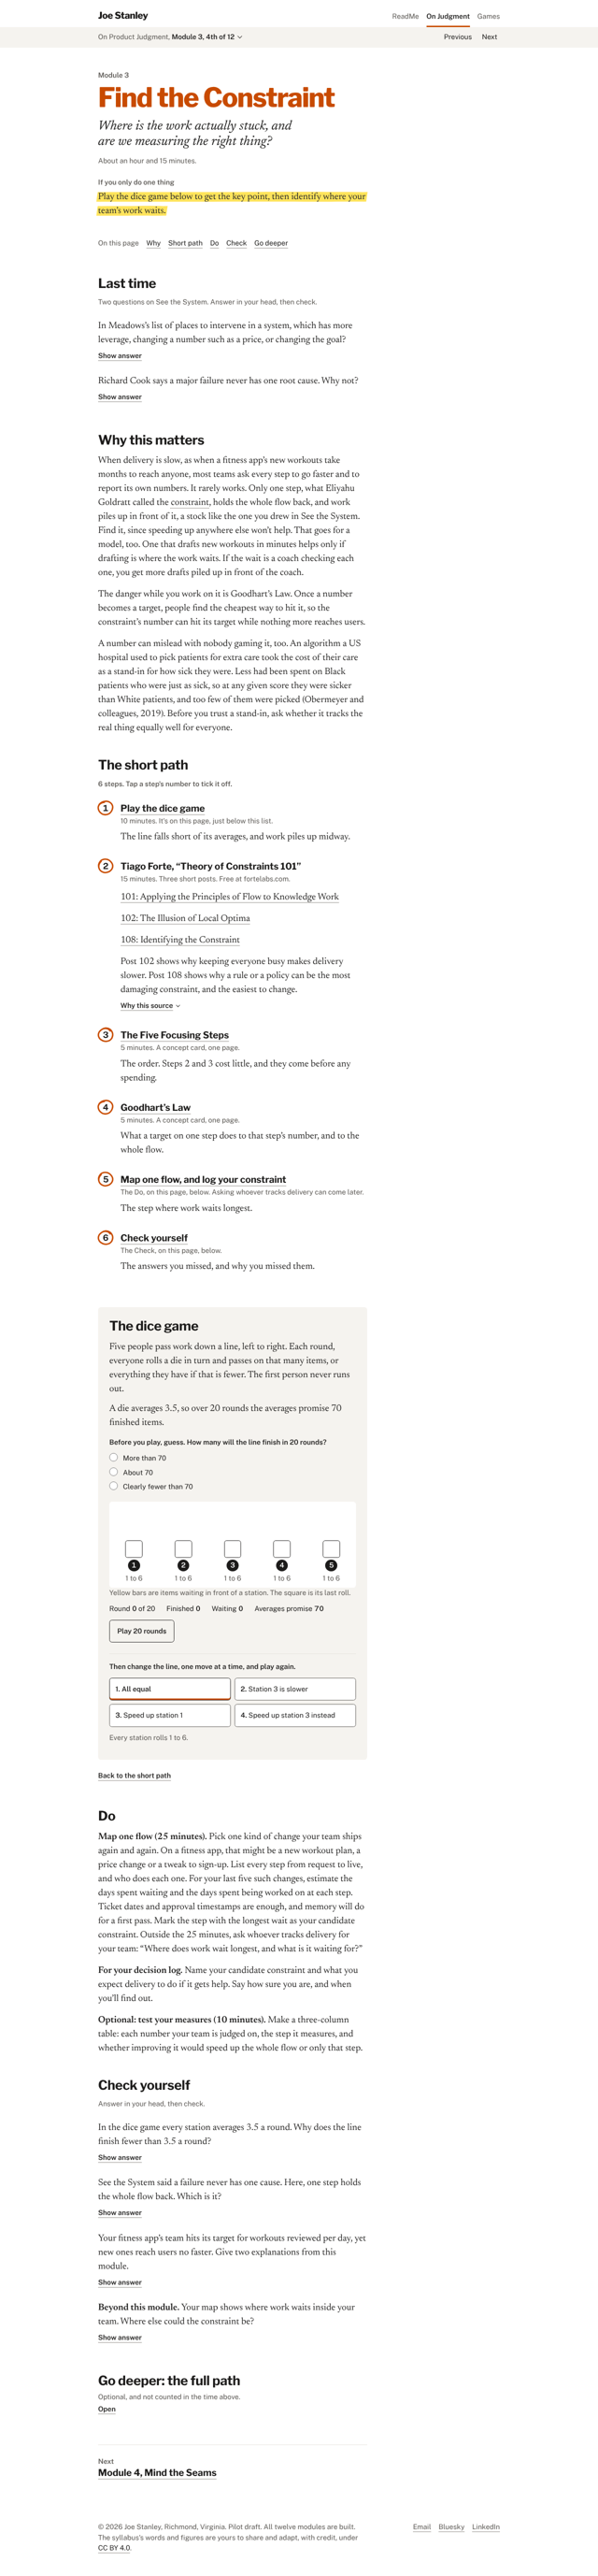 Joe Stanley
ReadMe On Judgment Games
On Product Judgment, Module 3, 4th of 12
Previous Next
Module 3
Find the Constraint
Where is the work actually stuck, and
are we measuring the right thing?
About an hour and 15 minutes.
If you only do one thing
Play the dice game below to get the key point, then identify where your
team's work waits.
On this page Why Short path Do Check Go deeper
Last time
Two questions on See the System. Answer in your head, then check.
In Meadows's list of places to intervene in a system, which has more
leverage, changing a number such as a price, or changing the goal?
Show answer
Richard Cook says a major failure never has one root cause. Why not?
Show answer
Why this matters
When delivery is slow, as when a fitness app's new workouts take
months to reach anyone, most teams ask every step to go faster and to
report its own numbers. It rarely works. Only one step, what Eliyahu
Goldratt called the constraint, holds the whole flow back, and work
piles up in front of it, a stock like the one you drew in See the System.
Find it, since speeding up anywhere else won't help. That goes for a
model, too. One that drafts new workouts in minutes helps only if
drafting is where the work waits. If the wait is a coach checking each
one, you get more drafts piled up in front of the coach.
The danger while you work on it is Goodhart's Law. Once a number
becomes a target, people find the cheapest way to hit it, so the
constraint's number can hit its target while nothing more reaches users.
A number can mislead with nobody gaming it, too. An algorithm a US
hospital used to pick patients for extra care took the cost of their care
as a stand-in for how sick they were. Less had been spent on Black
patients who were just as sick, so at any given score they were sicker
than White patients, and too few of them were picked (Obermeyer and
colleagues, 2019). Before you trust a stand-in, ask whether it tracks the
real thing equally well for everyone.
The short path
6 steps. Tap a step's number to tick it off.
1 Play the dice game
10 minutes. It's on this page, just below this list.
The line falls short of its averages, and work piles up midway.
2 Tiago Forte, “Theory of Constraints 101”
15 minutes. Three short posts. Free at fortelabs.com.
101: Applying the Principles of Flow to Knowledge Work
102: The Illusion of Local Optima
108: Identifying the Constraint
Post 102 shows why keeping everyone busy makes delivery
slower. Post 108 shows why a rule or a policy can be the most
damaging constraint, and the easiest to change.
Why this source
3 The Five Focusing Steps
5 minutes. A concept card, one page.
The order. Steps 2 and 3 cost little, and they come before any
spending.
4 Goodhart's Law
5 minutes. A concept card, one page.
What a target on one step does to that step's number, and to the
whole flow.
5 Map one flow, and log your constraint
The Do, on this page, below. Asking whoever tracks delivery can come later.
The step where work waits longest.
6 Check yourself
The Check, on this page, below.
The answers you missed, and why you missed them.
The dice game
Five people pass work down a line, left to right. Each round,
everyone rolls a die in turn and passes on that many items, or
everything they have if that is fewer. The first person never runs
out.
A die averages 3.5, so over 20 rounds the averages promise 70
finished items.
Before you play, guess. How many will the line finish in 20 rounds?
More than 70
About 70
Clearly fewer than 70
1 2 3 4 5
1 to 6 1 to 6 1 to 6 1 to 6 1 to 6
Yellow bars are items waiting in front of a station. The square is its last roll.
Round 0 of 20 Finished 0 Waiting 0 Averages promise 70
Play 20 rounds
Then change the line, one move at a time, and play again.
1. All equal
2. Station 3 is slower
3. Speed up station 1
4. Speed up station 3 instead
Every station rolls 1 to 6.
Back to the short path
Do
Map one flow (25 minutes). Pick one kind of change your team ships
again and again. On a fitness app, that might be a new workout plan, a
price change or a tweak to sign-up. List every step from request to live,
and who does each one. For your last five such changes, estimate the
days spent waiting and the days spent being worked on at each step.
Ticket dates and approval timestamps are enough, and memory will do
for a first pass. Mark the step with the longest wait as your candidate
constraint. Outside the 25 minutes, ask whoever tracks delivery for
your team: “Where does work wait longest, and what is it waiting for?”
For your decision log. Name your candidate constraint and what you
expect delivery to do if it gets help. Say how sure you are, and when
you'll find out.
Optional: test your measures (10 minutes). Make a three-column
table: each number your team is judged on, the step it measures, and
whether improving it would speed up the whole flow or only that step.
Check yourself
Answer in your head, then check.
In the dice game every station averages 3.5 a round. Why does the line
finish fewer than 3.5 a round?
Show answer
See the System said a failure never has one cause. Here, one step holds
the whole flow back. Which is it?
Show answer
Your fitness app's team hits its target for workouts reviewed per day, yet
new ones reach users no faster. Give two explanations from this
module.
Show answer
Beyond this module. Your map shows where work waits inside your
team. Where else could the constraint be?
Show answer
Go deeper: the full path
Optional, and not counted in the time above.
Open
Next
Module 4, Mind the Seams
© 2026 Joe Stanley, Richmond, Virginia. Pilot draft. All twelve modules are built.
The syllabus's words and figures are yours to share and adapt, with credit, under
CC BY 4.0.
Email Bluesky LinkedIn